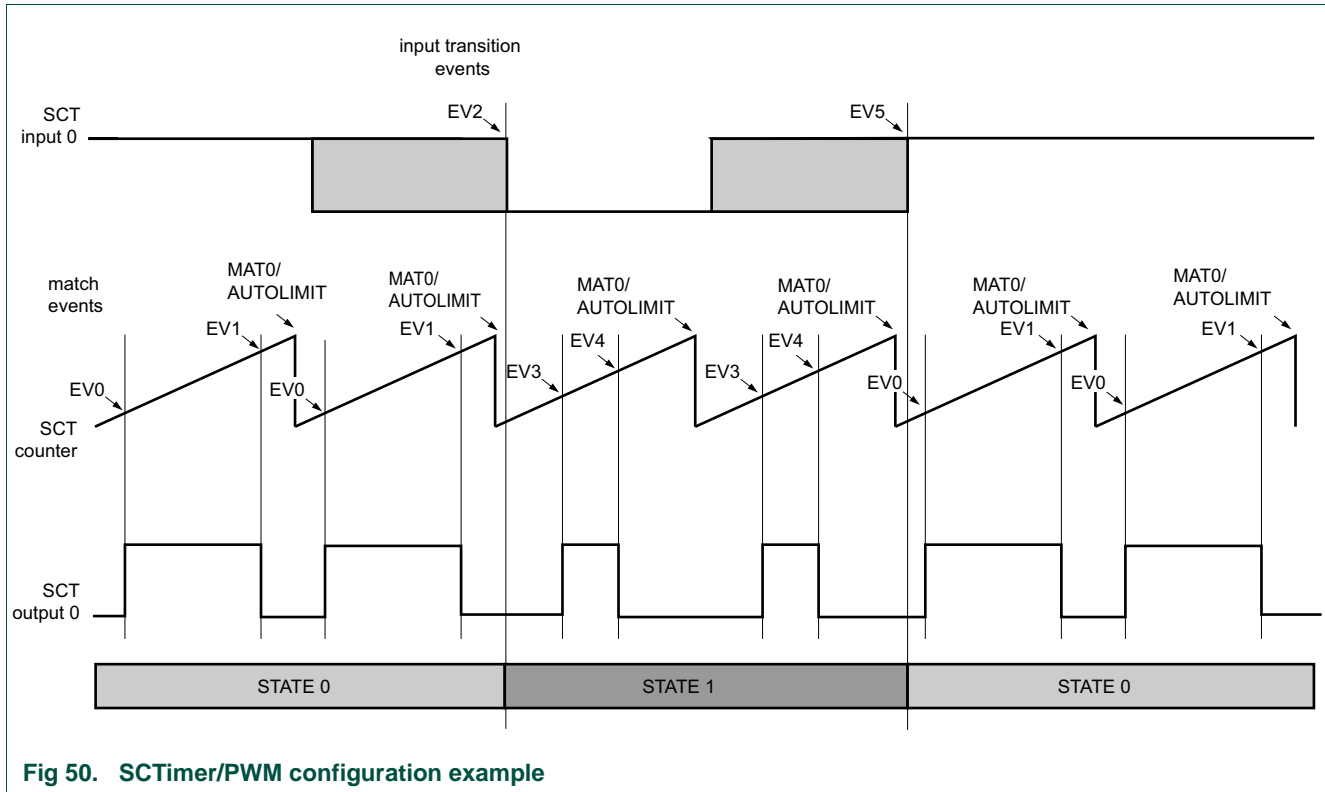 input transition
events
SCT
input 0
EV2
EV5
match
events
MAT0/
AUTOLIMIT
MAT0/
AUTOLIMIT
MAT0/
AUTOLIMIT
MAT0/
AUTOLIMIT
MAT0/
AUTOLIMIT
MAT0/
AUTOLIMIT
EV1
EV1
EV4
EV4
EV1
EV1
EV0
EV0
EV3
EV3
EV0
EV0
SCT
counter
SCT
output 0
STATE 0
STATE 1
STATE 0
Fig 50. SCTimer/PWM configuration example